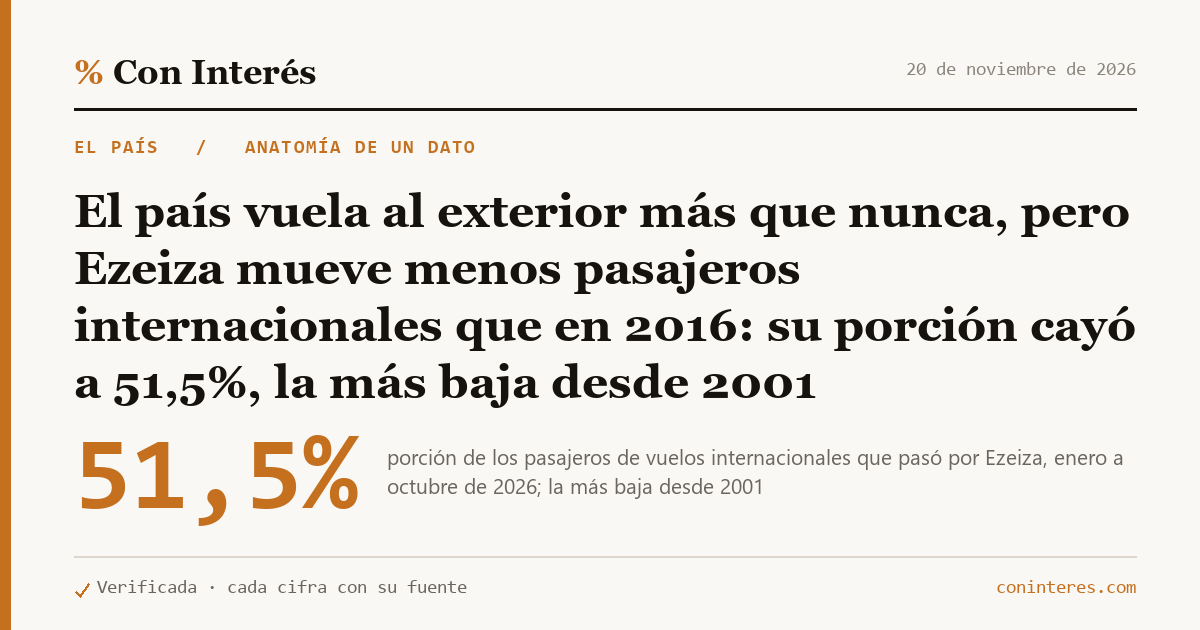 % Con Interés
20 de noviembre de 2026
EL PAÍS / ANATOMÍA DE UN DATO
El país vuela al exterior más que nunca, pero
Ezeiza mueve menos pasajeros
internacionales que en 2016: su porción cayó
a 51,5%, la más baja desde 2001
51,5%
porción de los pasajeros de vuelos internacionales que pasó por Ezeiza, enero a
octubre de 2026; la más baja desde 2001
✓ Verificada · cada cifra con su fuente
coninteres.com